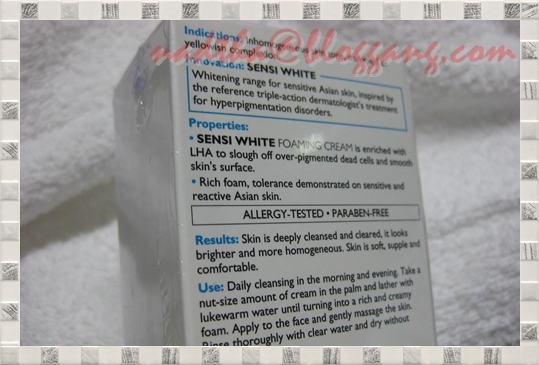 Indications: inhomogeneous skin
yellowish complexion.
Innovation: SENSI WHITE
Whitening range for sensitive Asian skin, inspired by
the reference triple-action dermatologist's treatment
for hyperpigmentation disorders.
Properties:
• SENSI WHITE FOAMING CREAM is enriched with
LHA to slough off over-pigmented dead cells and smooth
skin's surface.
• Rich foam, tolerance demonstrated on sensitive and
reactive Asian skin.
ALLERGY-TESTED • PARABEN-FREE
Results: Skin is deeply cleansed and cleared, it looks
brighter and more homogeneous. Skin is soft, supple and
comfortable.
Use: Daily cleansing in the morning and evening. Take a
nut-size amount of cream in the palm and lather with
lukewarm water until turning into a rich and creamy
foam. Apply to the face and gently massage the skin.
Rinse thoroughly with clear water and dry without